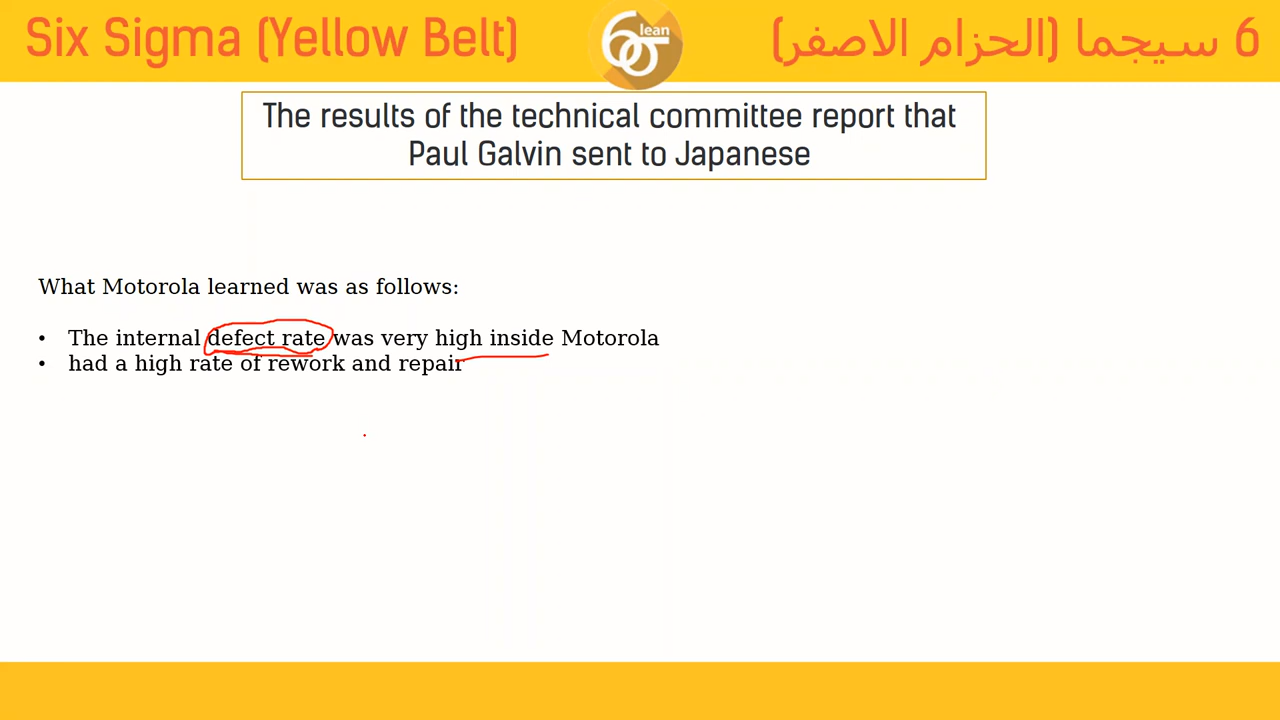 Six Sigma (Yellow Belt)
6σ lean
6 سيجما (الحزام الاصفر)
The results of the technical committee report that
Paul Galvin sent to Japanese
What Motorola learned was as follows:
• The internal defect rate was very high inside Motorola
• had a high rate of rework and repair